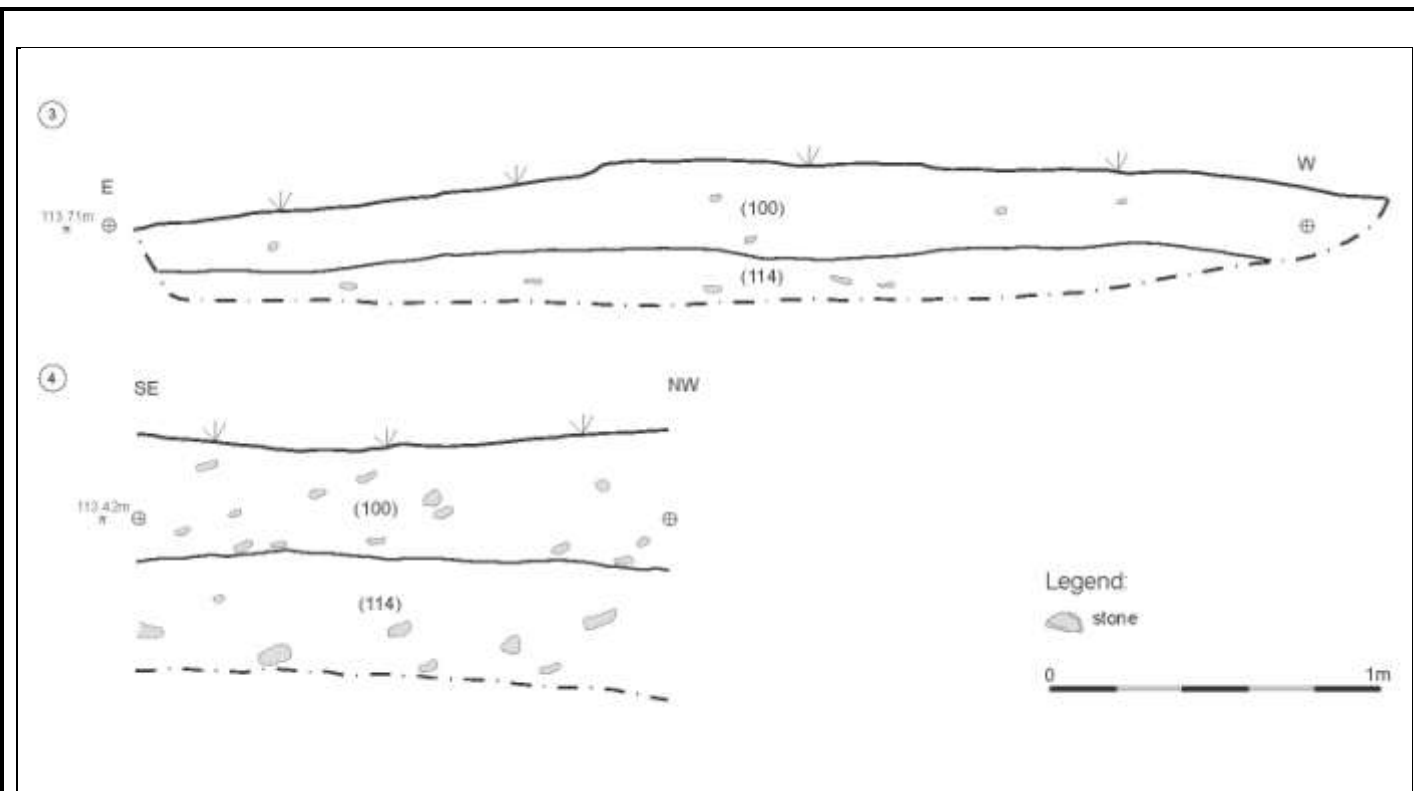 3
E
W
113.71m
(100)
(114)
4
SE
NW
113.42m
(100)
(114)
Legend:
stone
0 1m